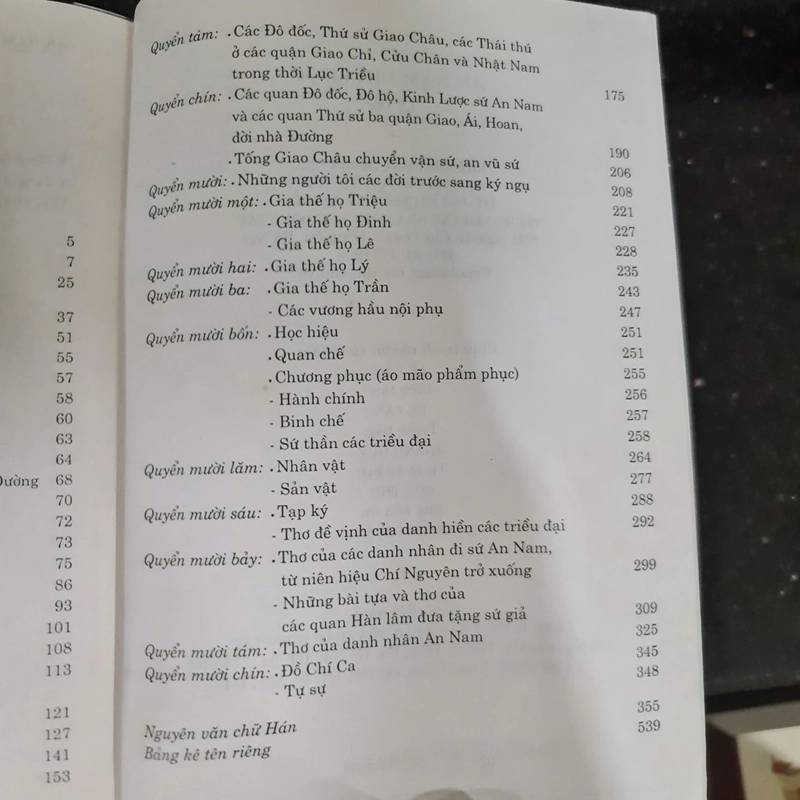 5
7
25
37
51
55
57
58
60
63
64
Đường 68
70
72
73
75
86
93
101
108
113
121
127
141
153
Quyển tám: .Các Đô đốc, Thứ sử Giao Châu, các Thái thú
ở các quận Giao Chỉ, Cửu Chân và Nhật Nam
trong thời Lục Triều 175
Quyển chín: .Các quan Đô đốc, Đô hộ, Kinh Lược sứ An Nam
và các quan Thứ sử ba quận Giao, Ái, Hoan,
đời nhà Đường 190
.Tống Giao Châu chuyển vận sứ, an vũ sứ 206
Quyển mười: .Những người tôi các đời trước sang ký ngụ 208
Quyển mười một: .Gia thế họ Triệu 221
- Gia thế họ Đinh 227
- Gia thế họ Lê 228
Quyển mười hai: .Gia thế họ Lý 235
Quyển mười ba: .Gia thế họ Trần 243
- Các vương hầu nội phụ 247
Quyển mười bốn: .Học hiệu 251
.Quan chế 251
.Chương phục (áo mão phẩm phục) 255
- Hành chính 256
- Binh chế 257
- Sứ thần các triều đại 258
Quyển mười lăm: .Nhân vật 264
- Sản vật 277
Quyển mười sáu: .Tạp ký 288
- Thơ đề vịnh của danh hiền các triều đại 292
Quyển mười bảy: .Thơ của các danh nhân đi sứ An Nam,
từ niên hiệu Chí Nguyên trở xuống 299
- Những bài tựa và thơ của
các quan Hàn lâm đưa tặng sứ giả 309
Quyển mười tám: .Thơ của danh nhân An Nam 325
Quyển mười chín: .Đồ Chí Ca 345
- Tự sự 348
Nguyên văn chữ Hán 355
Bảng kê tên riêng 539